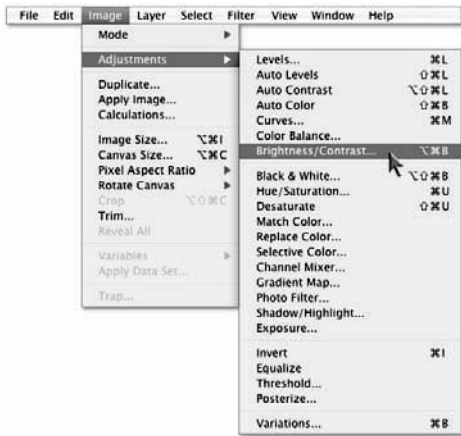 File Edit Image Layer Select Filter View Window Help
Mode
Adjustments
Duplicate...
Apply Image...
Calculations...
Image Size... ⌥⌘I
Canvas Size... ⌥⌘C
Pixel Aspect Ratio
Rotate Canvas
Crop ⌥⇧⌘C
Trim...
Reveal All
Variables
Apply Data Set...
Trap...
Levels... ⌘L
Auto Levels ⇧⌘L
Auto Contrast ⌥⇧⌘L
Auto Color ⇧⌘B
Curves... ⌘M
Color Balance...
Brightness/Contrast... ⌥⌘B
Black & White... ⌥⇧⌘B
Hue/Saturation... ⌘U
Desaturate ⇧⌘U
Match Color...
Replace Color...
Selective Color...
Channel Mixer...
Gradient Map...
Photo Filter...
Shadow/Highlight...
Exposure...
Invert ⌘I
Equalize
Threshold...
Posterize...
Variations... ⌘B